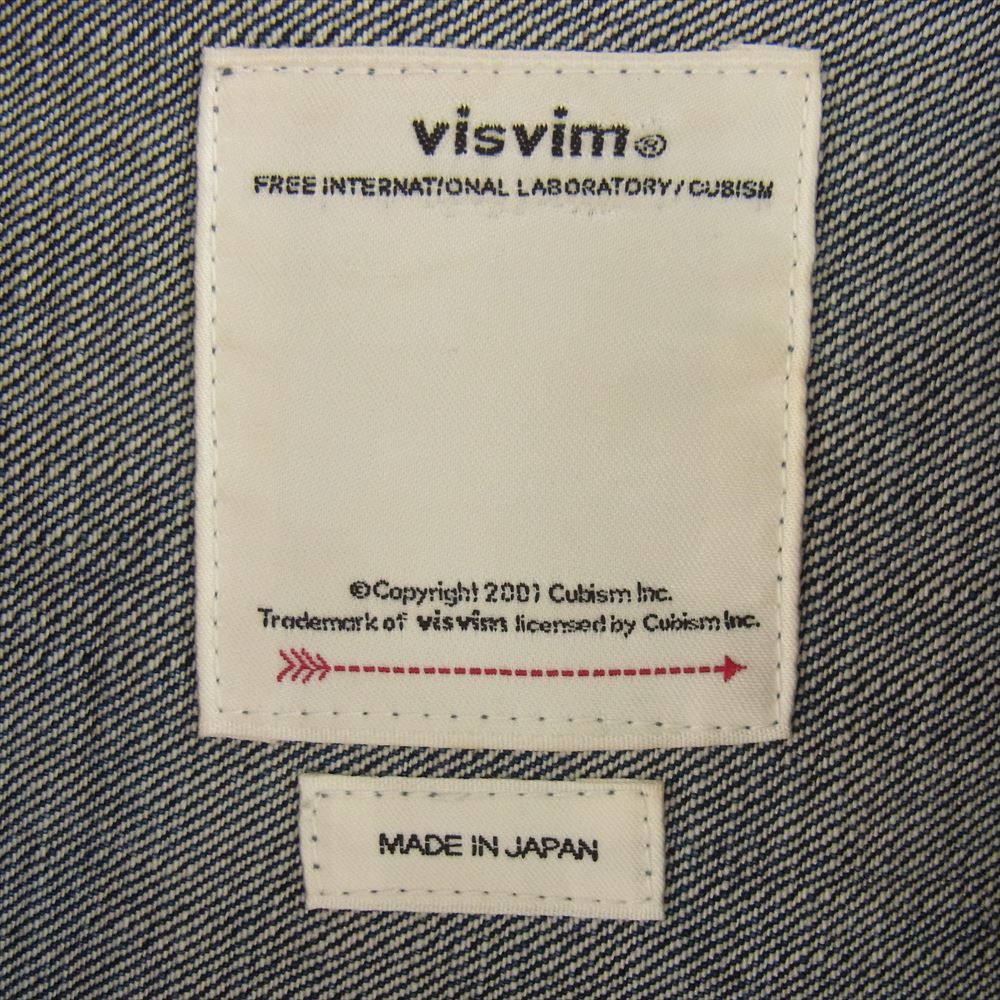 visvim®
FREE INTERNATIONAL LABORATORY/CUBISM
©Copyright 2001 Cubism Inc.
Trademark of visvim licensed by Cubism Inc.
MADE IN JAPAN